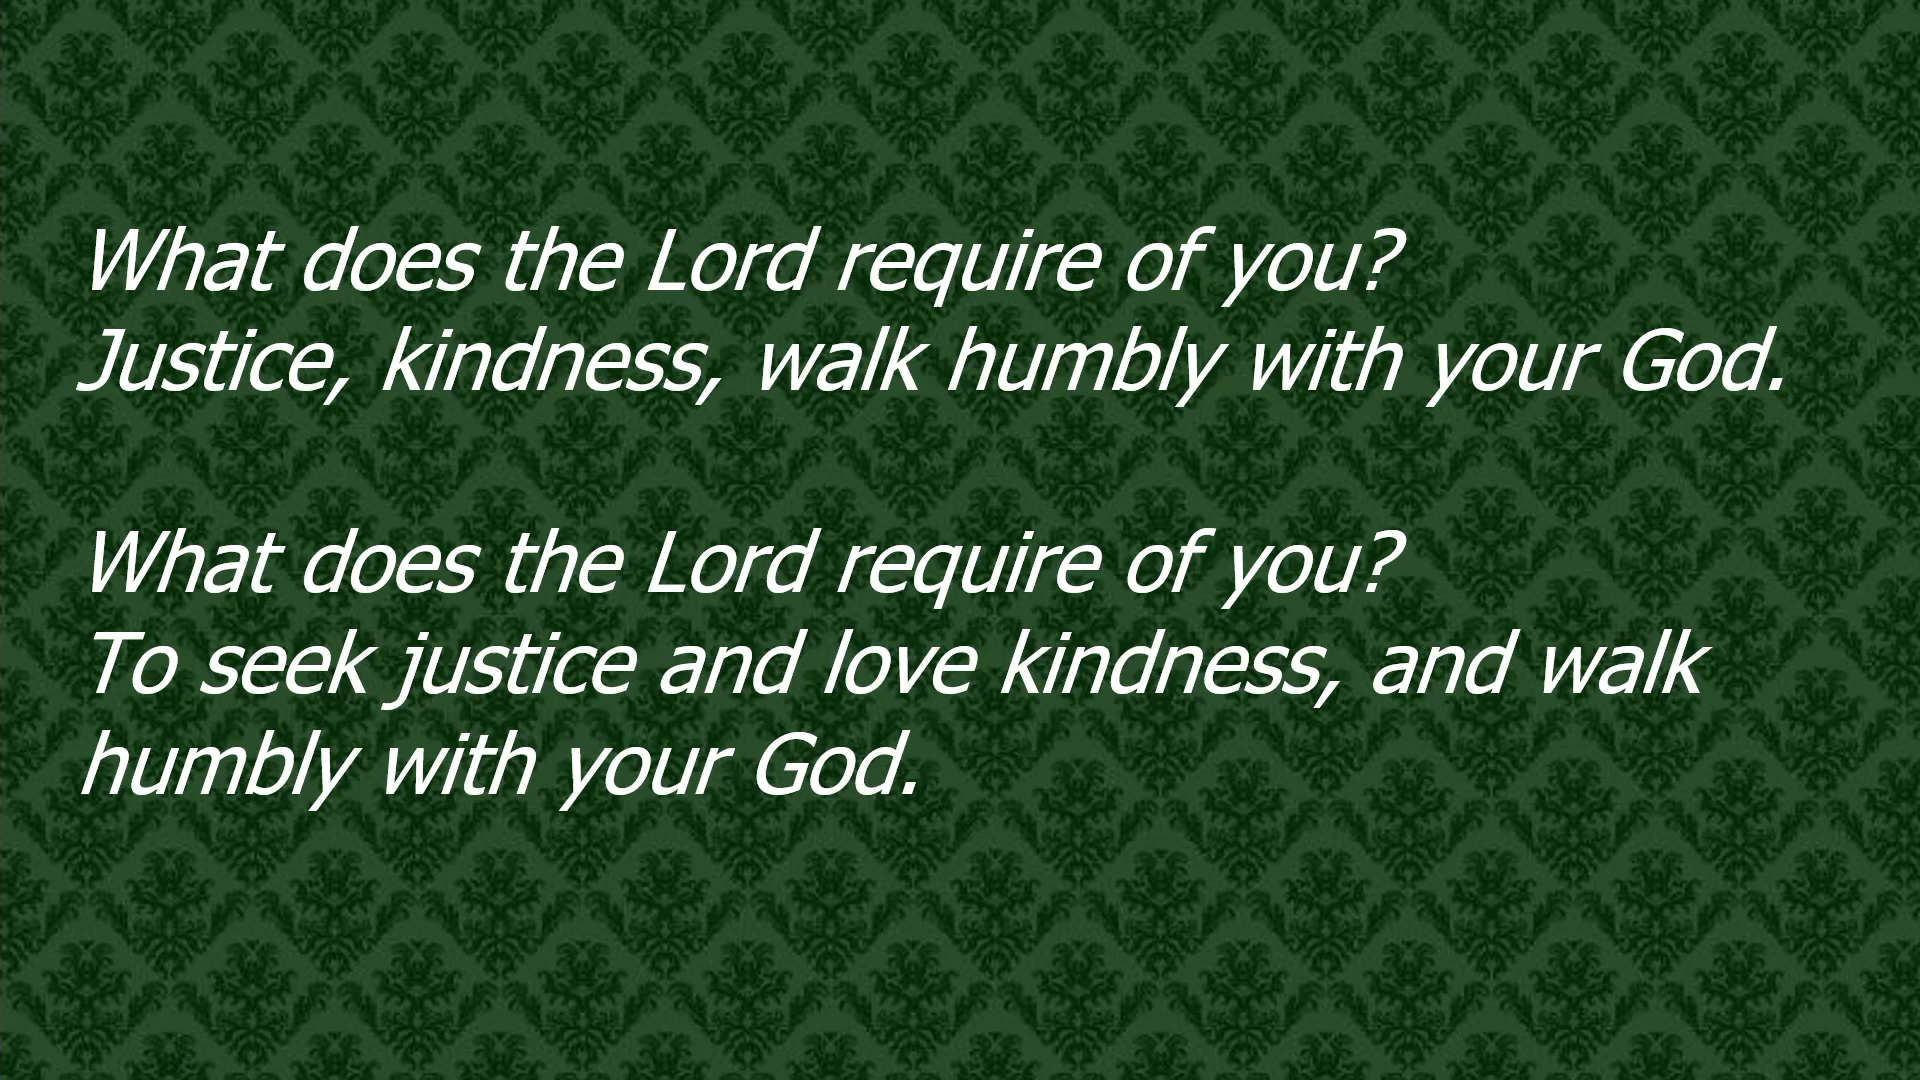 What does the Lord require of you?
Justice, kindness, walk humbly with your God.
What does the Lord require of you?
To seek justice and love kindness, and walk
humbly with your God.